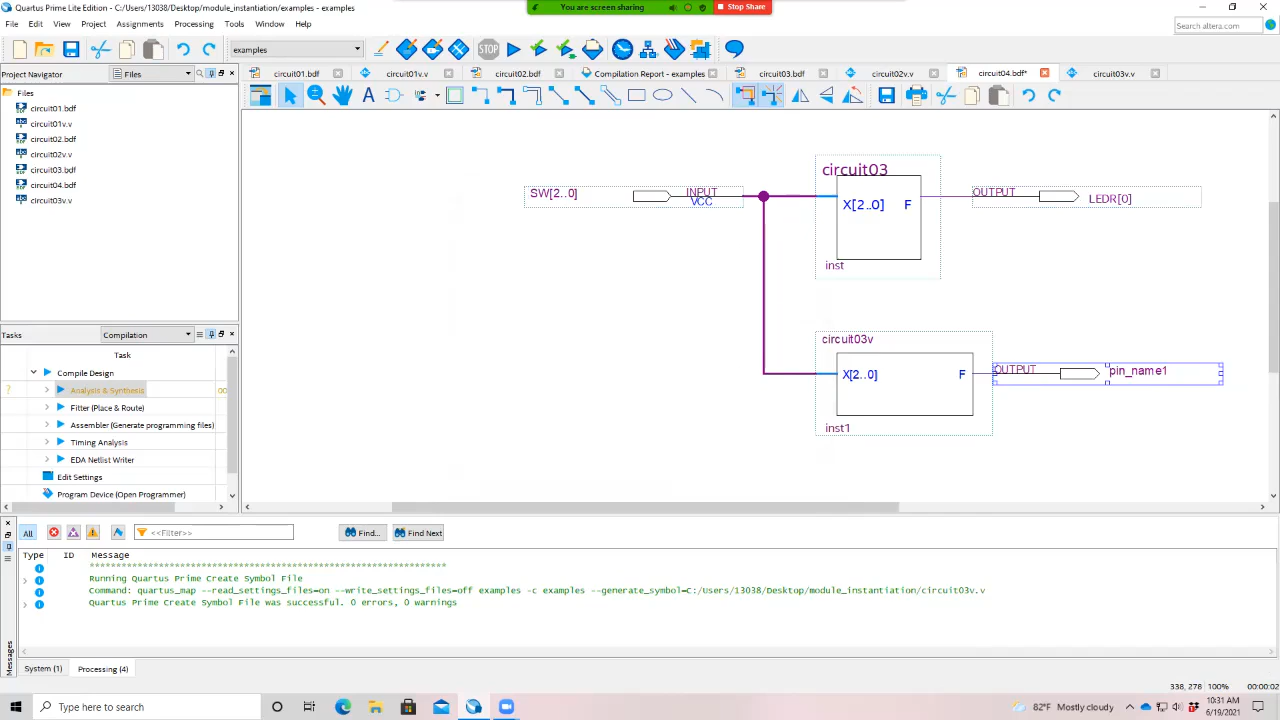 Quartus Prime Lite Edition - C:/Users/13038/Desktop/module_instantiation/examples - examples
You are screen sharing
Stop Share
File Edit View Project Assignments Processing Tools Window Help
Search altera.com
STOP
examples
Project Navigator
Files
circuit01.bdf
circuit01v.v
circuit02.bdf
Compilation Report - examples
circuit03.bdf
circuit02v.v
circuit04.bdf*
circuit03v.v
Files
circuit01.bdf
circuit01v.v
circuit02.bdf
circuit02v.v
circuit03.bdf
circuit04.bdf
circuit03v.v
A
circuit03
SW[2..0]
INPUT
VCC
X[2..0]
F
OUTPUT
LEDR[0]
inst
circuit03v
X[2..0]
F
OUTPUT
pin_name1
inst1
Tasks
Compilation
Task
Compile Design
? Analysis & Synthesis 00
Fitter (Place & Route)
Assembler (Generate programming files)
Timing Analysis
EDA Netlist Writer
Edit Settings
Program Device (Open Programmer)
All
<<Filter>>
Find...
Find Next
Type ID Message
*******************************************************************
Running Quartus Prime Create Symbol File
Command: quartus_map --read_settings_files=on --write_settings_files=off examples -c examples --generate_symbol=C:/Users/13038/Desktop/module_instantiation/circuit03v.v
Quartus Prime Create Symbol File was successful. 0 errors, 0 warnings
Messages
System (1)
Processing (4)
338, 278 100% 00:00:02
Type here to search
82°F Mostly cloudy
10:31 AM
6/19/2021